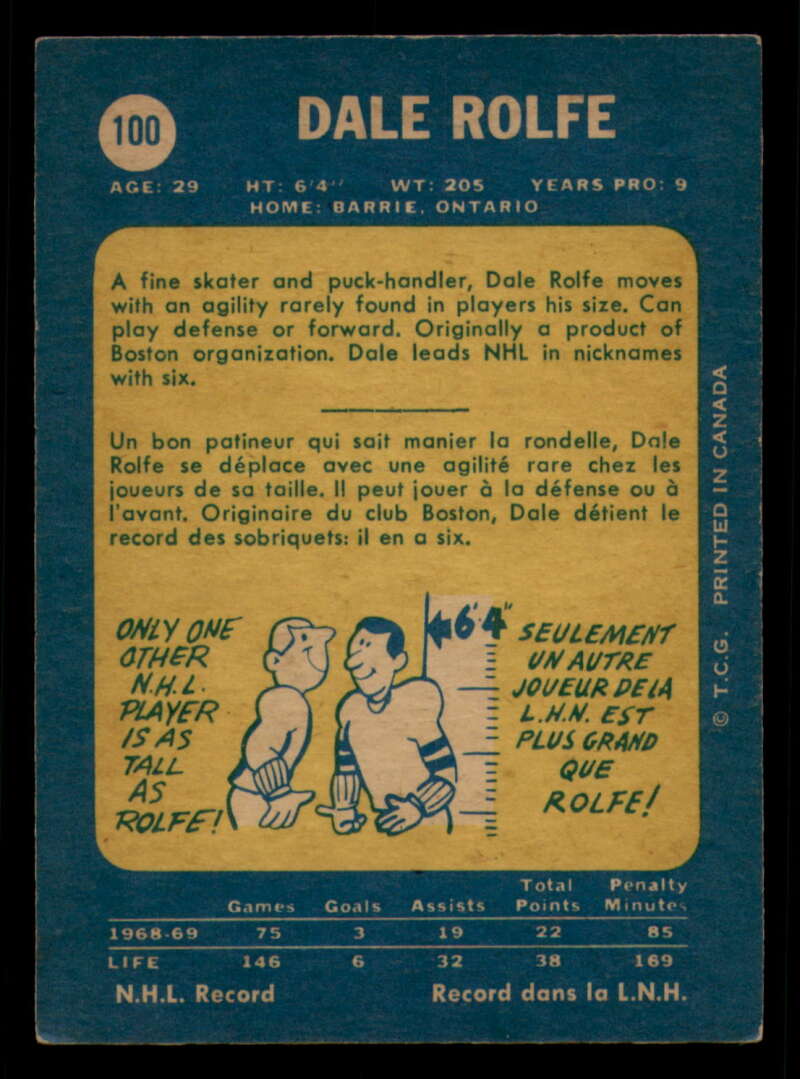 100
DALE ROLFE
AGE: 29 HT: 6'4'' WT: 205 YEARS PRO: 9
HOME: BARRIE, ONTARIO
A fine skater and puck-handler, Dale Rolfe moves
with an agility rarely found in players his size. Can
play defense or forward. Originally a product of
Boston organization. Dale leads NHL in nicknames
with six.
Un bon patineur qui sait manier la rondelle, Dale
Rolfe se déplace avec une agilité rare chez les
joueurs de sa taille. Il peut jouer à la défense ou à
l'avant. Originaire du club Boston, Dale détient le
record des sobriquets: il en a six.
ONLY ONE
OTHER
N.H.L.
PLAYER
IS AS
TALL
AS
ROLFE!
6'4"
SEULEMENT
UN AUTRE
JOUEUR DE LA
L.H.N. EST
PLUS GRAND
QUE
ROLFE!
© T.C.G. PRINTED IN CANADA
Games Goals Assists Total Points Penalty Minutes
1968-69 75 3 19 22 85
LIFE 146 6 32 38 169
N.H.L. Record Record dans la L.N.H.